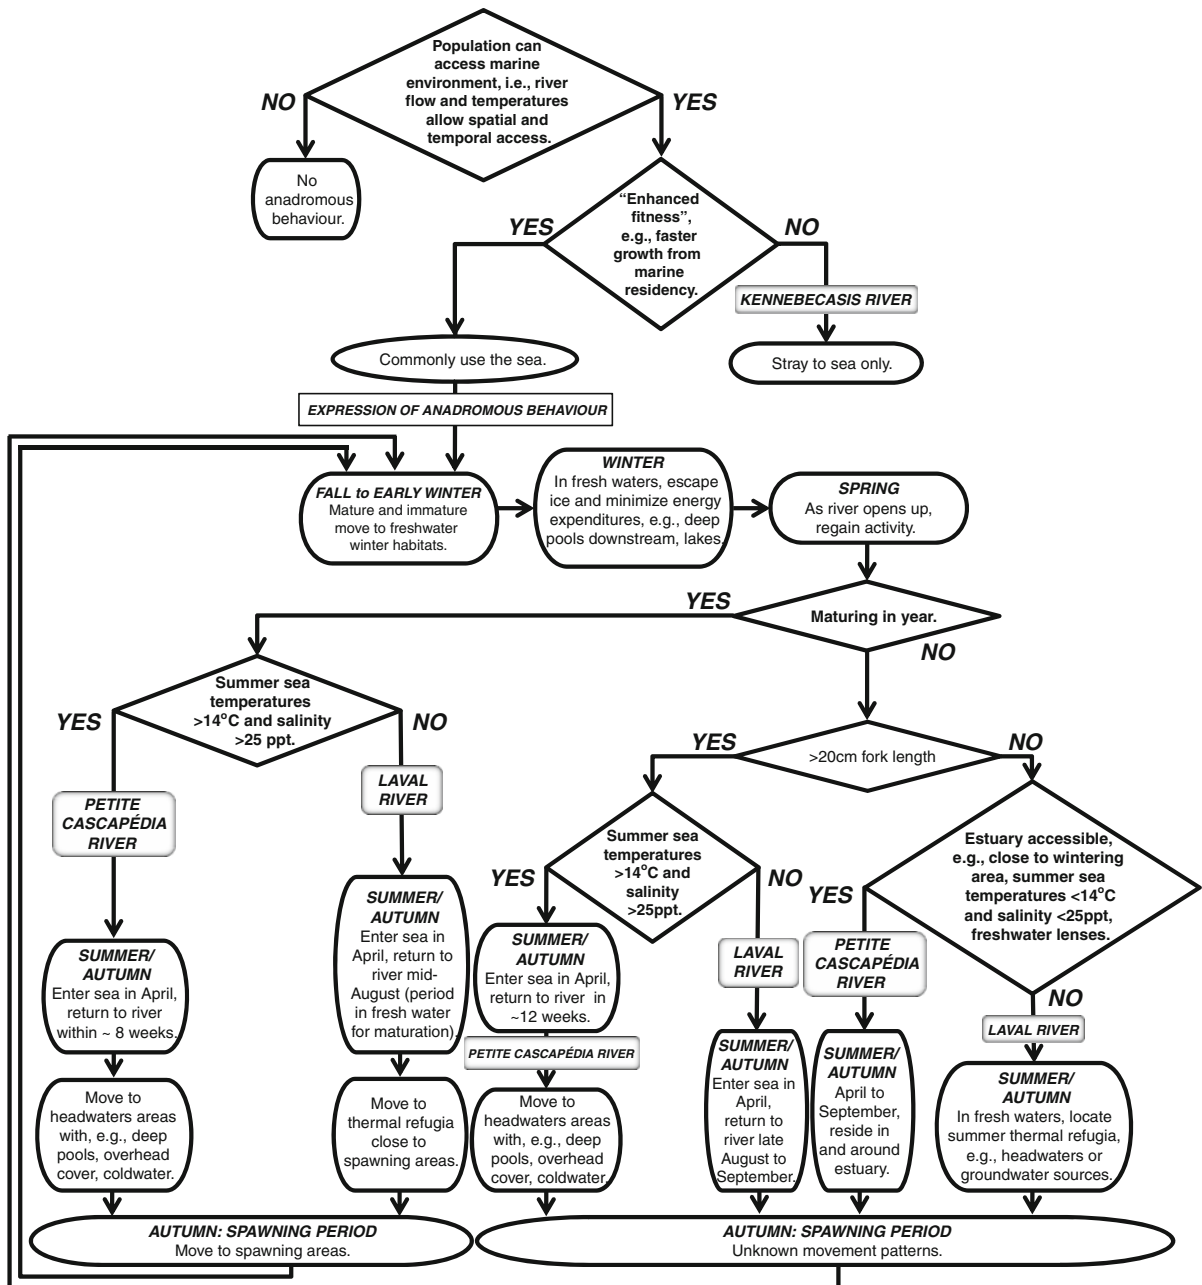 Population can
access marine
environment, i.e., river
flow and temperatures
allow spatial and
temporal access.
NO
YES
No
anadromous
behaviour.
“Enhanced
fitness”,
e.g., faster
growth from
marine
residency.
YES
NO
KENNEBECASIS RIVER
Commonly use the sea.
Stray to sea only.
EXPRESSION OF ANADROMOUS BEHAVIOUR
FALL to EARLY WINTER
Mature and immature
move to freshwater
winter habitats.
WINTER
In fresh waters, escape
ice and minimize energy
expenditures, e.g., deep
pools downstream, lakes.
SPRING
As river opens up,
regain activity.
Maturing in year.
YES
NO
Summer sea
temperatures
>14°C and salinity
>25 ppt.
YES
NO
PETITE
CASCAPÉDIA
RIVER
LAVAL
RIVER
SUMMER/
AUTUMN
Enter sea in April,
return to river
within ~ 8 weeks.
SUMMER/
AUTUMN
Enter sea in
April, return to
river mid-
August (period
in fresh water
for maturation).
Move to
headwaters areas
with, e.g., deep
pools, overhead
cover, coldwater.
Move to
thermal refugia
close to
spawning areas.
AUTUMN: SPAWNING PERIOD
Move to spawning areas.
>20cm fork length
YES
NO
Summer sea
temperatures
>14°C and
salinity
>25ppt.
YES
NO
Estuary accessible,
e.g., close to wintering
area, summer sea
temperatures <14°C
and salinity <25ppt,
freshwater lenses.
YES
NO
SUMMER/
AUTUMN
Enter sea in April,
return to river in
~12 weeks.
PETITE CASCAPÉDIA RIVER
Move to
headwaters areas
with, e.g., deep
pools, overhead
cover, coldwater.
LAVAL
RIVER
SUMMER/
AUTUMN
Enter sea in
April,
return to
river late
August to
September.
PETITE
CASCAPÉDIA
RIVER
SUMMER/
AUTUMN
April to
September,
reside in
and around
estuary.
LAVAL RIVER
SUMMER/
AUTUMN
In fresh waters, locate
summer thermal refugia,
e.g., headwaters or
groundwater sources.
AUTUMN: SPAWNING PERIOD
Unknown movement patterns.